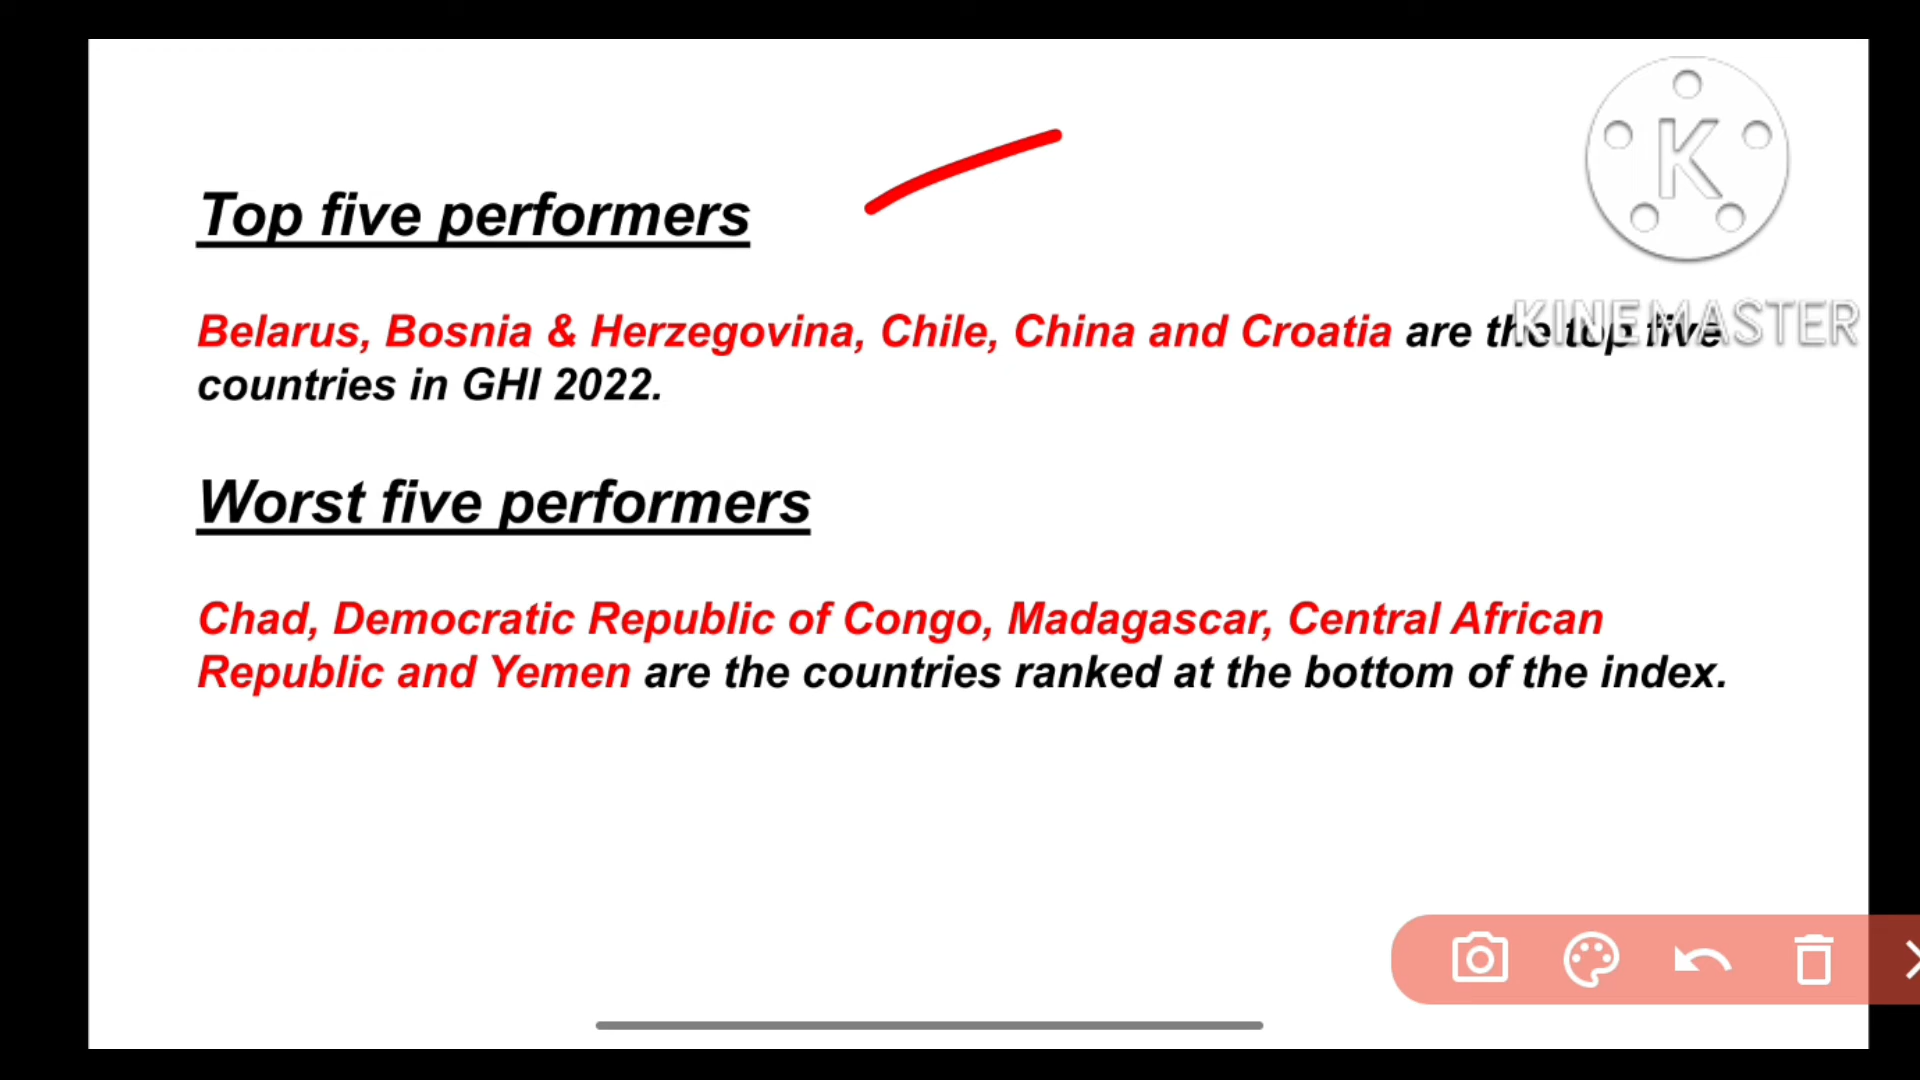 Top five performers
Belarus, Bosnia & Herzegovina, Chile, China and Croatia are the top five
countries in GHI 2022.
Worst five performers
Chad, Democratic Republic of Congo, Madagascar, Central African
Republic and Yemen are the countries ranked at the bottom of the index.
K
KINEMASTER